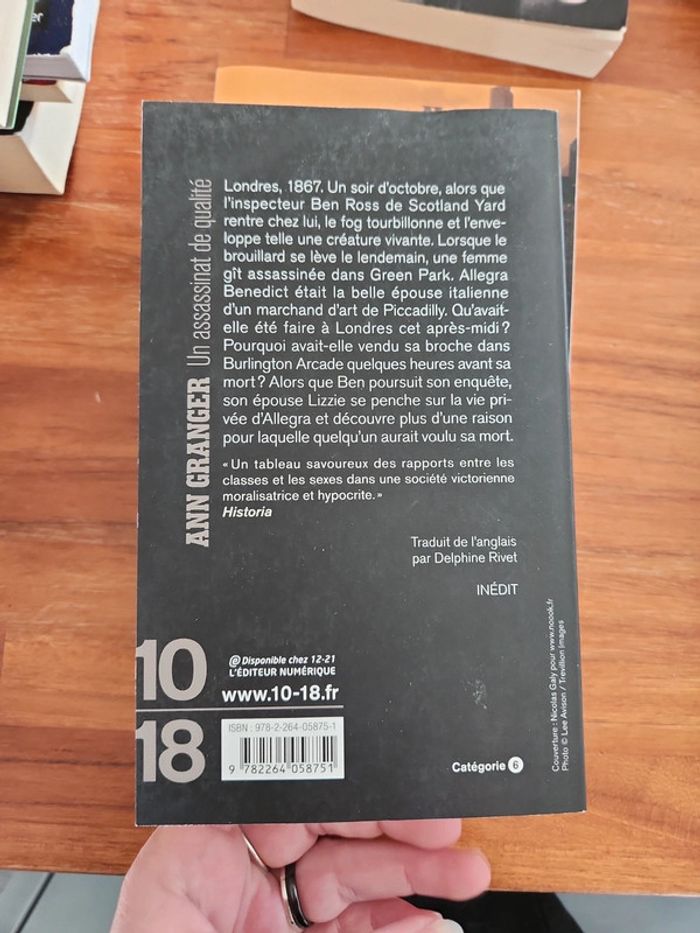 ANN GRANGER Un assassinat de qualité
Londres, 1867. Un soir d'octobre, alors que
l'inspecteur Ben Ross de Scotland Yard
rentre chez lui, le fog tourbillonne et l'enve-
loppe telle une créature vivante. Lorsque le
brouillard se lève le lendemain, une femme
gît assassinée dans Green Park. Allegra
Benedict était la belle épouse italienne
d'un marchand d'art de Piccadilly. Qu'avait-
elle été faire à Londres cet après-midi ?
Pourquoi avait-elle vendu sa broche dans
Burlington Arcade quelques heures avant sa
mort ? Alors que Ben poursuit son enquête,
son épouse Lizzie se penche sur la vie pri-
vée d'Allegra et découvre plus d'une raison
pour laquelle quelqu'un aurait voulu sa mort.
« Un tableau savoureux des rapports entre les
classes et les sexes dans une société victorienne
moralisatrice et hypocrite. »
Historia
Traduit de l'anglais
par Delphine Rivet
INÉDIT
10
18
@ Disponible chez 12-21
L'ÉDITEUR NUMÉRIQUE
www.10-18.fr
ISBN : 978-2-264-05875-1
9 782264 058751
Catégorie 6
Couverture : Nicolas Galy pour www.noook.fr
Photo © Lee Avison / Trevillion Images